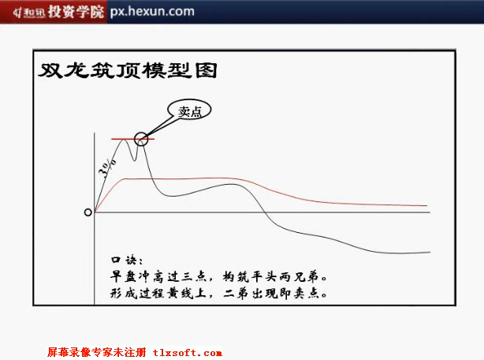 和讯投资学院 px.hexun.com
双龙筑顶模型图
卖点
3%
口诀:
早盘冲高过三点，构筑平头两兄弟。
形成过程黄线上，二弟出现即卖点。
屏幕录像专家未注册 tlxsoft.com